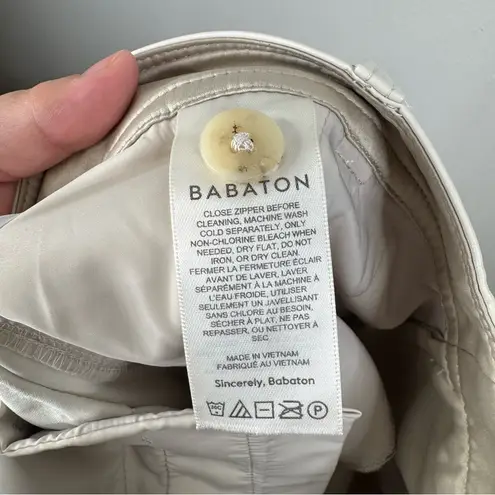 BABATON
CLOSE ZIPPER BEFORE
CLEANING, MACHINE WASH
COLD SEPARATELY, ONLY
NON-CHLORINE BLEACH WHEN
NEEDED, DRY FLAT, DO NOT
IRON, OR DRY CLEAN.
FERMER LA FERMETURE ÉCLAIR
AVANT DE LAVER, LAVER
SÉPARÉMENT À LA MACHINE À
L'EAU FROIDE, UTILISER
SEULEMENT UN JAVELLISANT
SANS CHLORE AU BESOIN,
SÉCHER À PLAT, NE PAS
REPASSER, OU NETTOYER À
SEC
MADE IN VIETNAM
FABRIQUÉ AU VIETNAM
Sincerely, Babaton
30C P